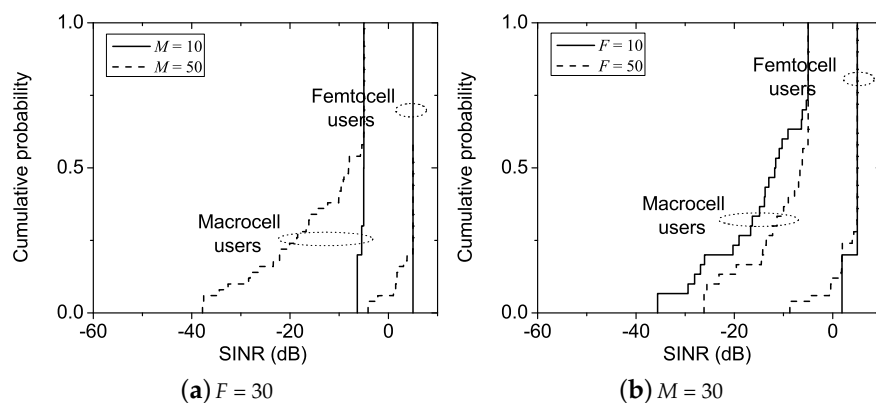 1.0
M = 10
M = 50
Femtocell
users
Cumulative probability
0.5
Macrocell
users
0.0
-60
-40
-20
0
SINR (dB)
(a) F = 30
1.0
F = 10
F = 50
Femtocell
users
Cumulative probability
0.5
Macrocell
users
0.0
-60
-40
-20
0
SINR (dB)
(b) M = 30